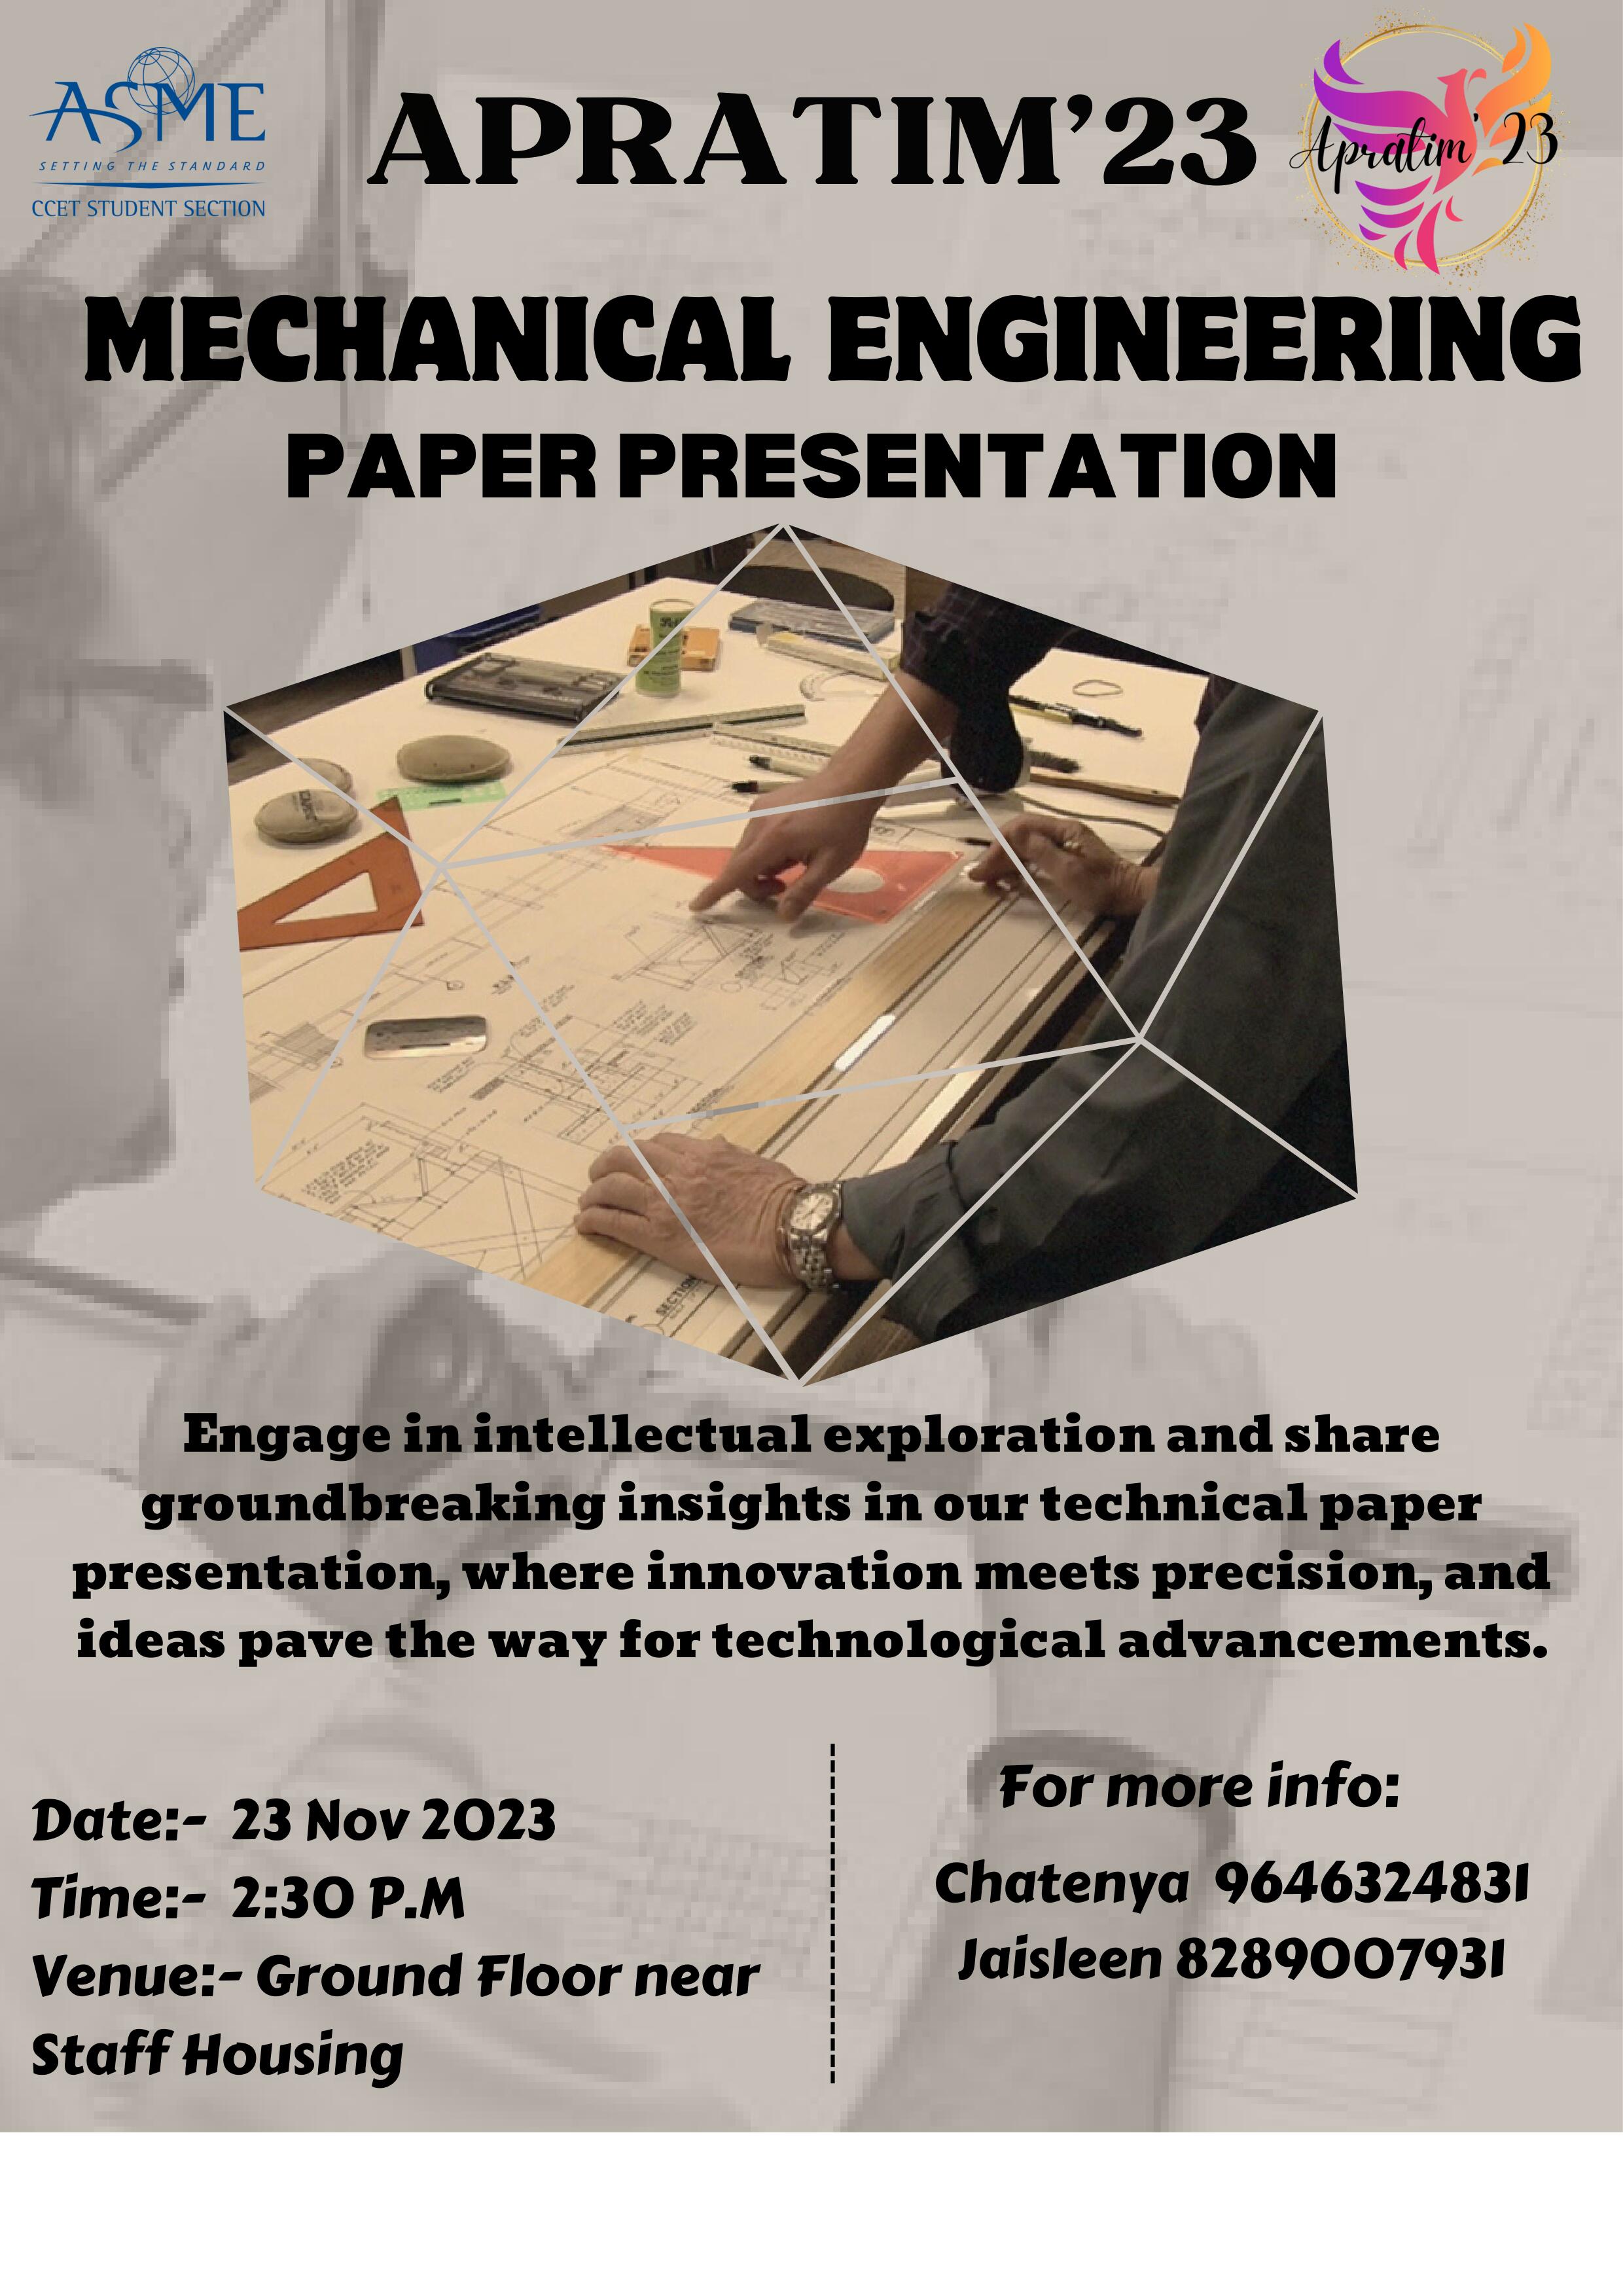 ASME
SETTING THE STANDARD
CCET STUDENT SECTION
APRATIM’23
Apratim' 23
MECHANICAL ENGINEERING
PAPER PRESENTATION
SECTION
Engage in intellectual exploration and share
groundbreaking insights in our technical paper
presentation, where innovation meets precision, and
ideas pave the way for technological advancements.
Date:- 23 Nov 2023
Time:- 2:30 P.M
Venue:- Ground Floor near
Staff Housing
For more info:
Chatenya 9646324831
Jaisleen 8289007931